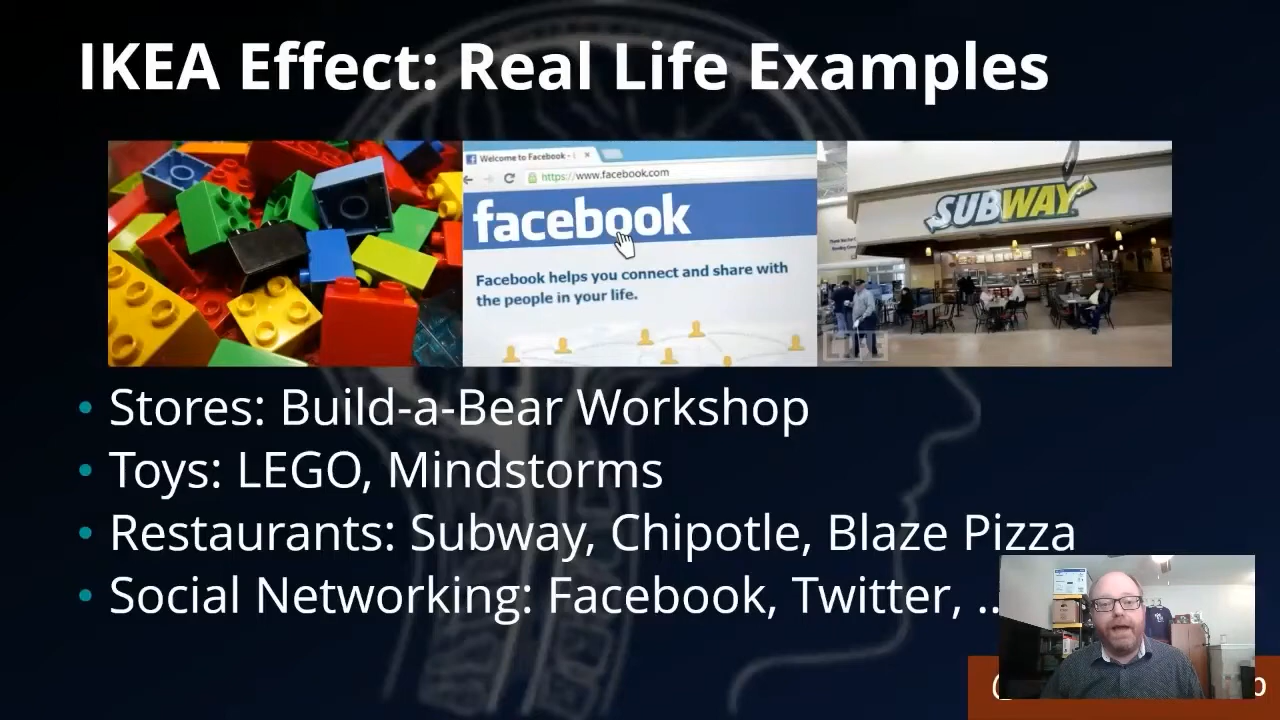 IKEA Effect: Real Life Examples
Welcome to Facebook -
https://www.facebook.com
facebook
Facebook helps you connect and share with
the people in your life.
SUBWAY
LIFE
• Stores: Build-a-Bear Workshop
• Toys: LEGO, Mindstorms
• Restaurants: Subway, Chipotle, Blaze Pizza
• Social Networking: Facebook, Twitter, ..